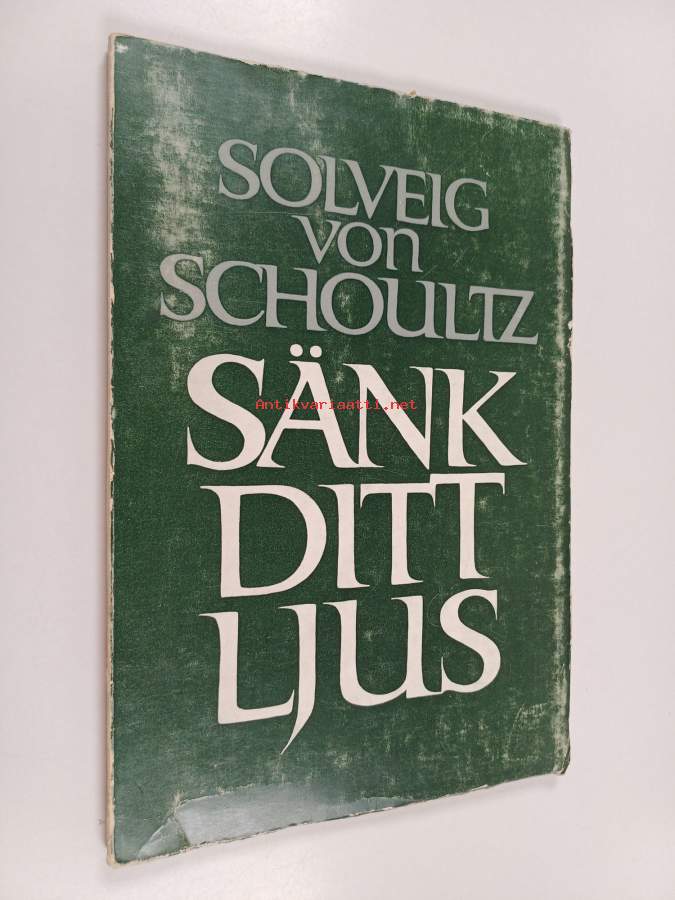 SOLVEIG
von
SCHOULTZ
SÄNK
Antikvariaatti.net
DITT
LJUS